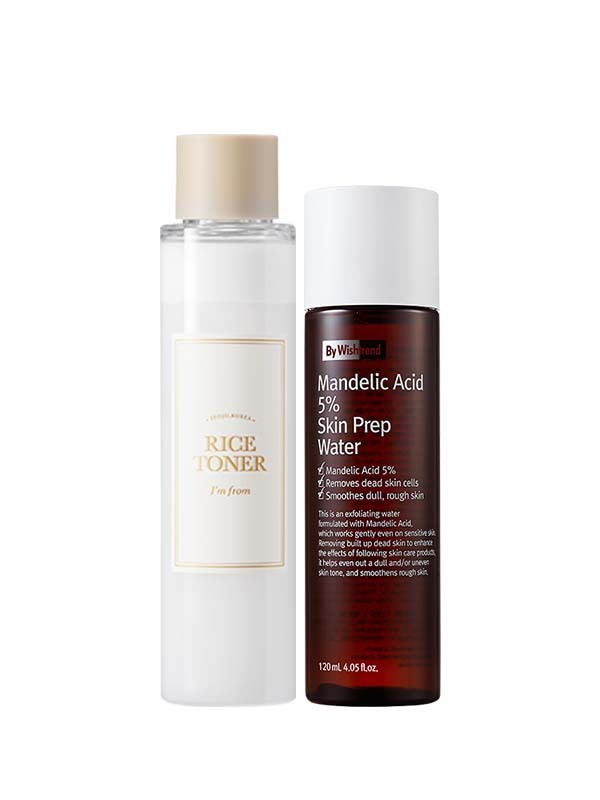 · SEOUL, KOREA ·
RICE
TONER
I'm from
By Wishtrend
Mandelic Acid
5%
Skin Prep
Water
Mandelic Acid 5%
Removes dead skin cells
Smoothes dull, rough skin
This is an exfoliating water
formulated with Mandelic Acid,
which works gently even on sensitive skin.
Removing built up dead skin to enhance
the effects of following skin care products,
it helps even out a dull and/or uneven
skin tone, and smoothens rough skin.
120 mL 4.05 fl.oz.